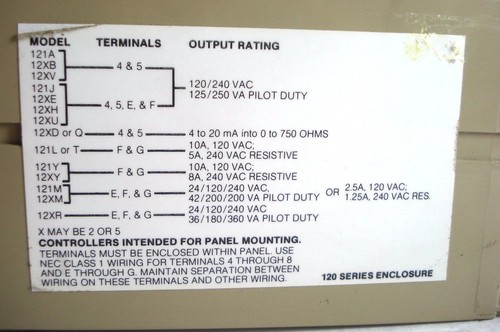 MODEL TERMINALS OUTPUT RATING
121A
12XB 4 & 5
12XV
120/240 VAC
125/250 VA PILOT DUTY
121J
12XE
12XH 4, 5, E, & F
12XU
12XD or Q 4 & 5 4 to 20 mA into 0 to 750 OHMS
121L or T F & G 10A, 120 VAC;
5A, 240 VAC RESISTIVE
121Y F & G 10A, 120 VAC;
12XY 8A, 240 VAC RESISTIVE
121M E, F, & G 24/120/240 VAC, OR 2.5A, 120 VAC;
12XM 42/200/200 VA PILOT DUTY 1.25A, 240 VAC RES.
12XR E, F, & G 24/120/240 VAC
36/180/360 VA PILOT DUTY
X MAY BE 2 OR 5
CONTROLLERS INTENDED FOR PANEL MOUNTING.
TERMINALS MUST BE ENCLOSED WITHIN PANEL. USE
NEC CLASS 1 WIRING FOR TERMINALS 4 THROUGH 8
AND E THROUGH G. MAINTAIN SEPARATION BETWEEN
WIRING ON THESE TERMINALS AND OTHER WIRING.
120 SERIES ENCLOSURE